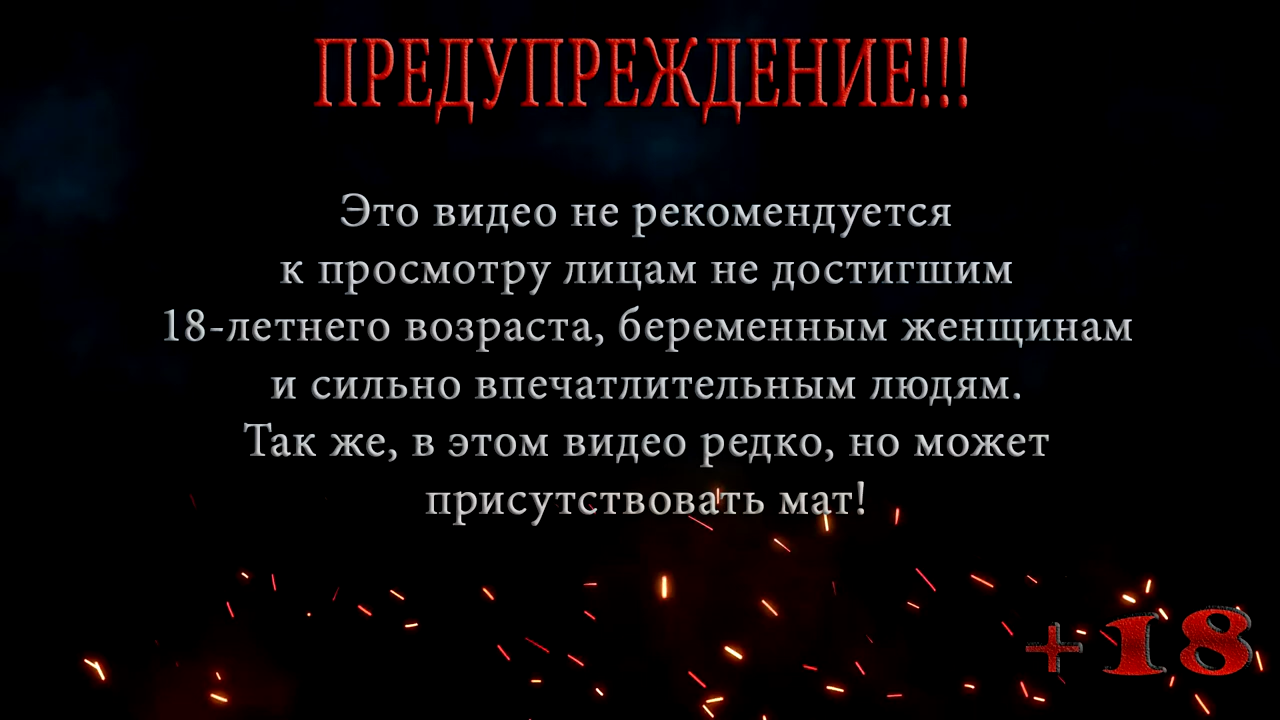 ПРЕДУПРЕЖДЕНИЕ!!!
Это видео не рекомендуется
к просмотру лицам не достигшим
18-летнего возраста, беременным женщинам
и сильно впечатлительным людям.
Так же, в этом видео редко, но может
присутствовать мат!
+18